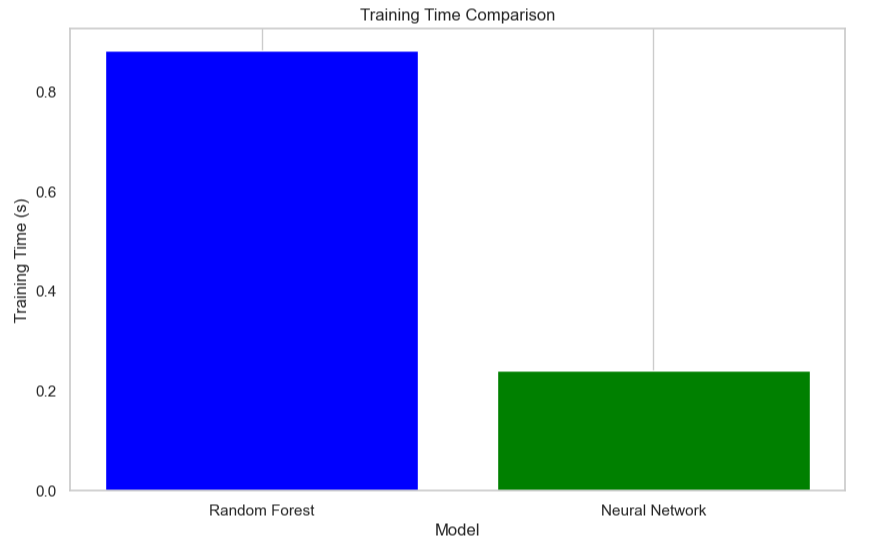 Training Time Comparison
Training Time (s)
0.8
0.6
0.4
0.2
0.0
Random Forest
Neural Network
Model